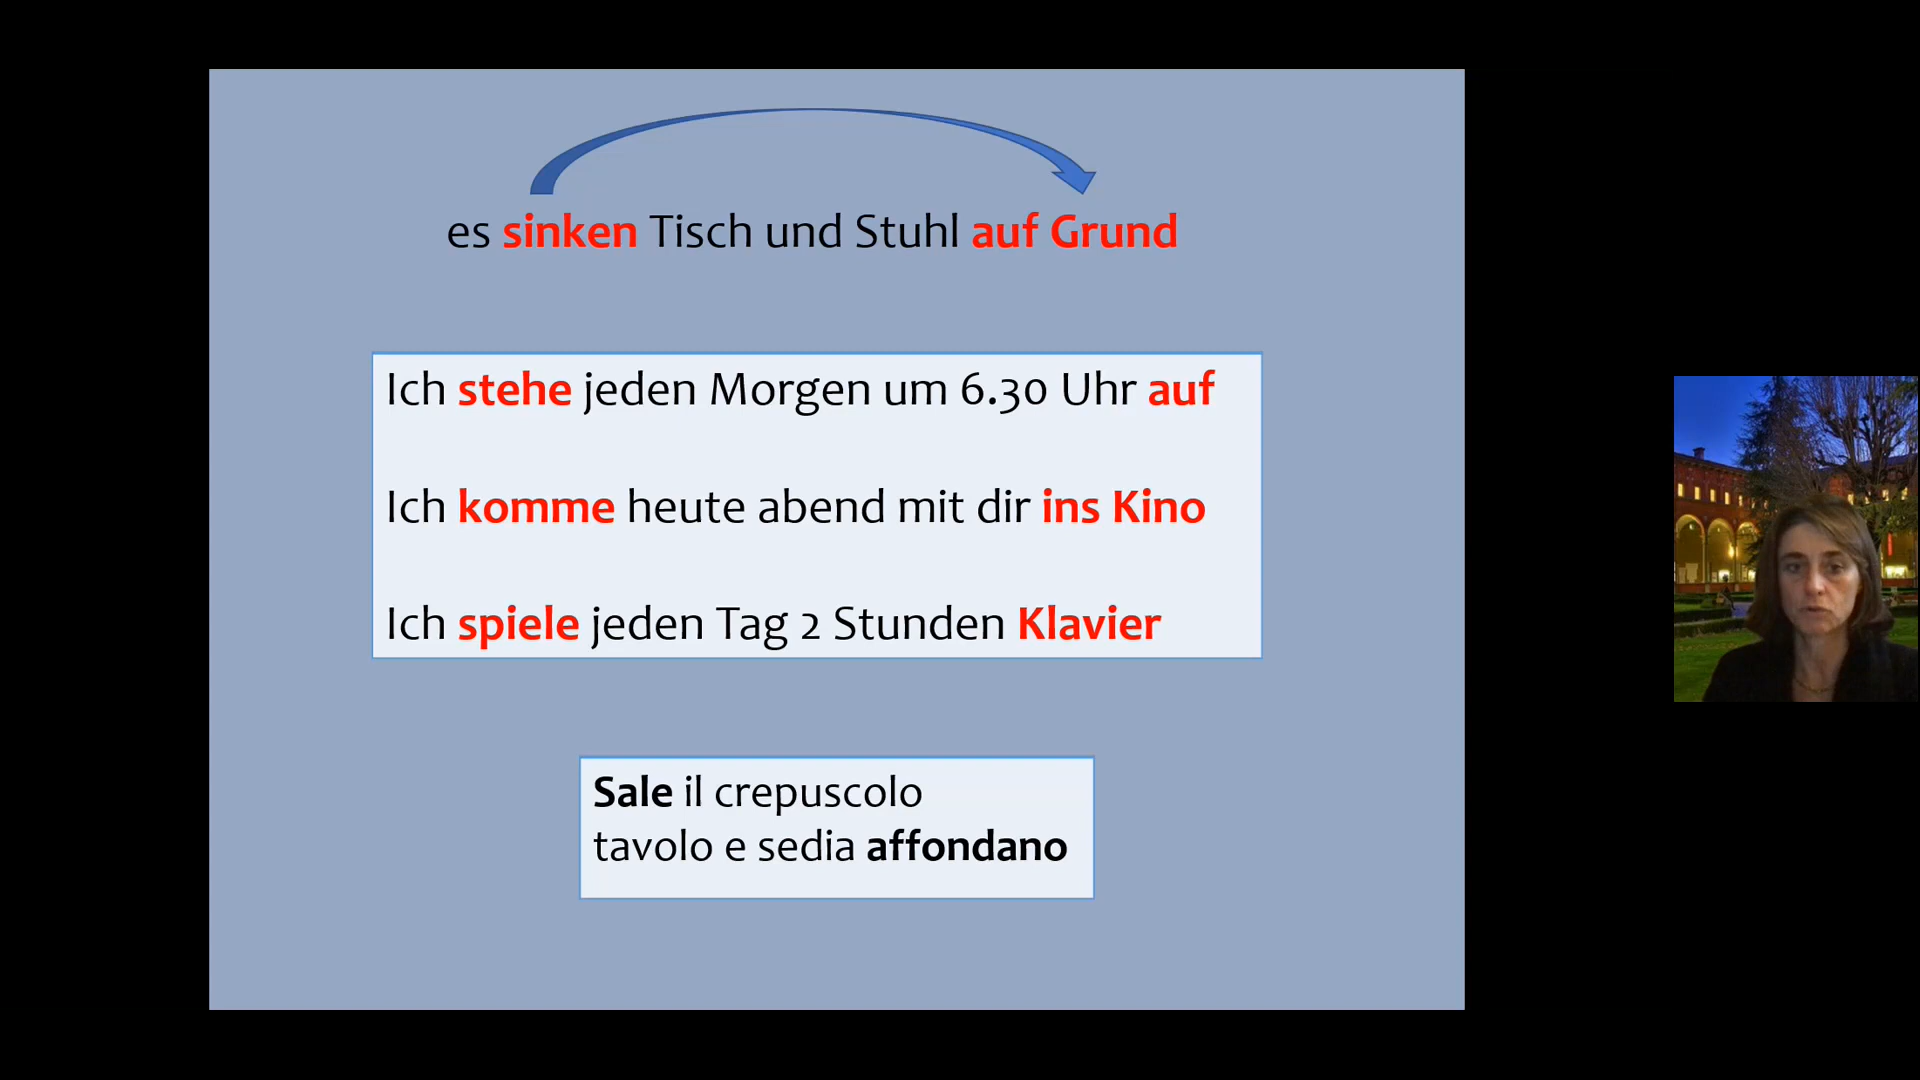 es sinken Tisch und Stuhl auf Grund
Ich stehe jeden Morgen um 6.30 Uhr auf
Ich komme heute abend mit dir ins Kino
Ich spiele jeden Tag 2 Stunden Klavier
Sale il crepuscolo
tavolo e sedia affondano